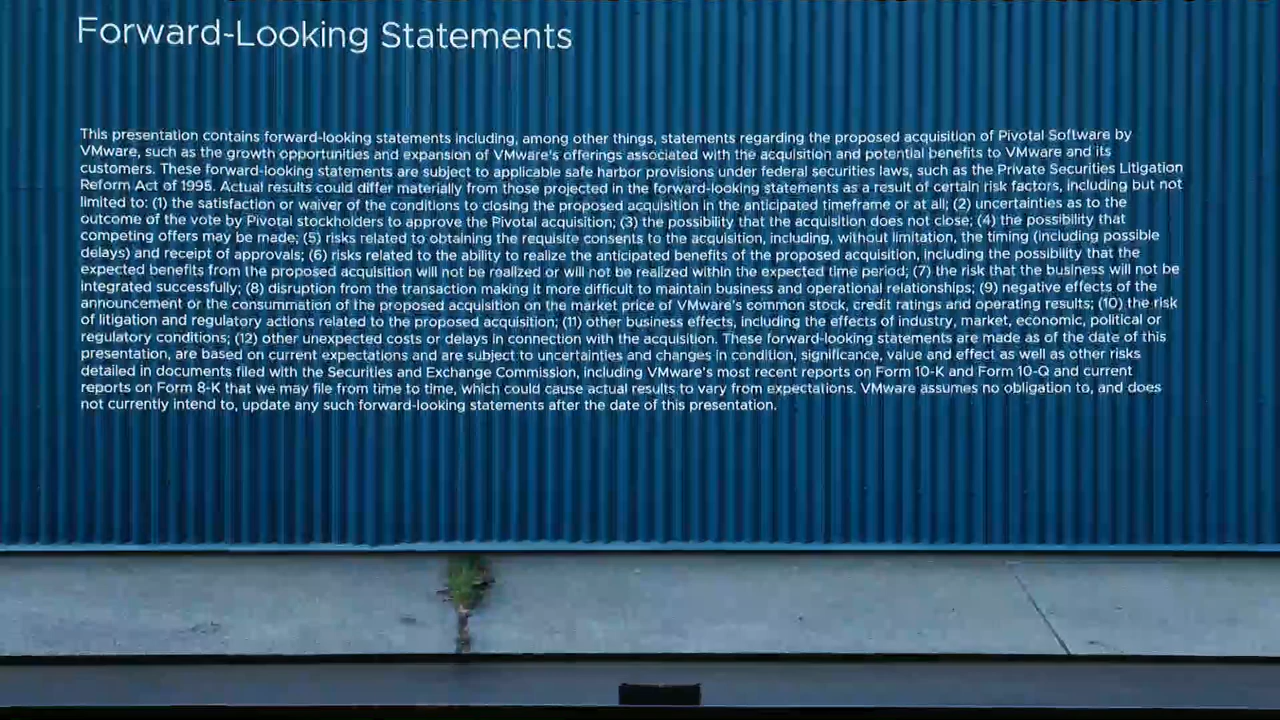 Forward-Looking Statements
This presentation contains forward-looking statements including, among other things, statements regarding the proposed acquisition of Pivotal Software by
VMware, such as the growth opportunities and expansion of VMware's offerings associated with the acquisition and potential benefits to VMware and its
customers. These forward-looking statements are subject to applicable safe harbor provisions under federal securities laws, such as the Private Securities Litigation
Reform Act of 1995. Actual results could differ materially from those projected in the forward-looking statements as a result of certain risk factors, including but not
limited to: (1) the satisfaction or waiver of the conditions to closing the proposed acquisition in the anticipated timeframe or at all; (2) uncertainties as to the
outcome of the vote by Pivotal stockholders to approve the Pivotal acquisition; (3) the possibility that the acquisition does not close; (4) the possibility that
competing offers may be made; (5) risks related to obtaining the requisite consents to the acquisition, including, without limitation, the timing (including possible
delays) and receipt of approvals; (6) risks related to the ability to realize the anticipated benefits of the proposed acquisition, including the possibility that the
expected benefits from the proposed acquisition will not be realized or will not be realized within the expected time period; (7) the risk that the business will not be
integrated successfully; (8) disruption from the transaction making it more difficult to maintain business and operational relationships; (9) negative effects of the
announcement or the consummation of the proposed acquisition on the market price of VMware's common stock, credit ratings and operating results; (10) the risk
of litigation and regulatory actions related to the proposed acquisition; (11) other business effects, including the effects of industry, market, economic, political or
regulatory conditions; (12) other unexpected costs or delays in connection with the acquisition. These forward-looking statements are made as of the date of this
presentation, are based on current expectations and are subject to uncertainties and changes in condition, significance, value and effect as well as other risks
detailed in documents filed with the Securities and Exchange Commission, including VMware's most recent reports on Form 10-K and Form 10-Q and current
reports on Form 8-K that we may file from time to time, which could cause actual results to vary from expectations. VMware assumes no obligation to, and does
not currently intend to, update any such forward-looking statements after the date of this presentation.